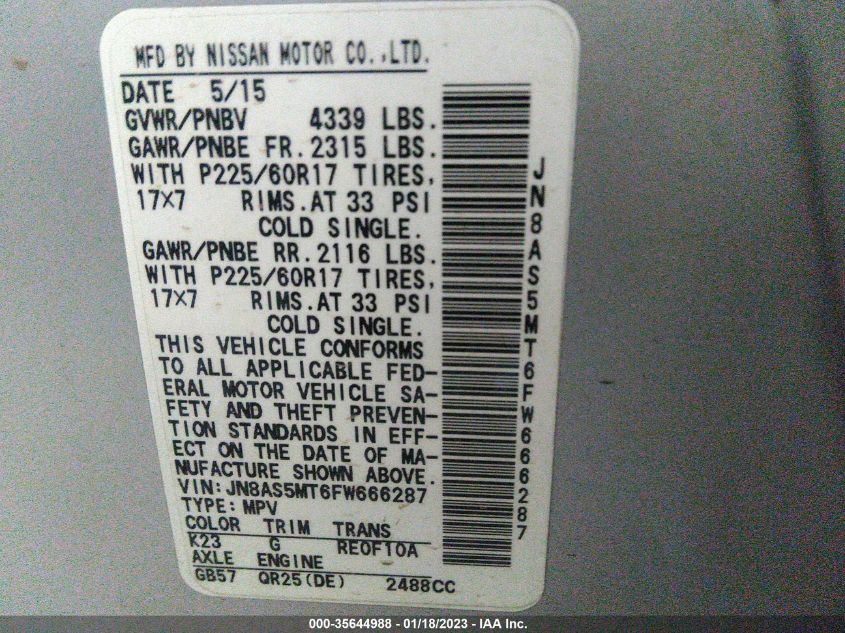 MFD BY NISSAN MOTOR CO.,LTD.
DATE 5/15
GVWR/PNBV 4339 LBS.
GAWR/PNBE FR. 2315 LBS.
WITH P225/60R17 TIRES,
17×7 RIMS. AT 33 PSI
COLD SINGLE.
GAWR/PNBE RR. 2116 LBS.
WITH P225/60R17 TIRES,
17×7 RIMS. AT 33 PSI
COLD SINGLE.
THIS VEHICLE CONFORMS
TO ALL APPLICABLE FED-
ERAL MOTOR VEHICLE SA-
FETY AND THEFT PREVEN-
TION STANDARDS IN EFF-
ECT ON THE DATE OF MA-
NUFACTURE SHOWN ABOVE.
VIN: JN8AS5MT6FW666287
TYPE: MPV
COLOR TRIM TRANS
K23 G RE0F10A
AXLE ENGINE
GB57 QR25(DE) 2488CC
JN8AS5MT6FW666287
000-35644988 - 01/18/2023 - IAA Inc.